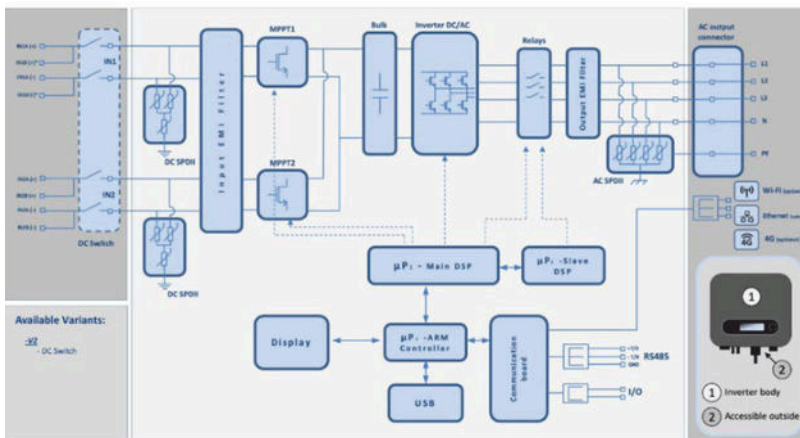 MPPT1
Bulk
Inverter DC/AC
Relays
AC output
connector
IN1
L1
L2
L3
N
PE
Input EMI Filter
Output EMI Filter
DC SPDII
MPPT2
AC SPDII
IN2
Wi-Fi
Ethernet
4G
4G
DC Switch
DC SPDII
µP₁ - Main DSP
µP₂ -Slave
DSP
Available Variants:
-V2
- DC Switch
Display
µP₃ -ARM
Controller
Communication
board
RS485
GND
I/O
USB
1
2
1 Inverter body
2 Accessible outside